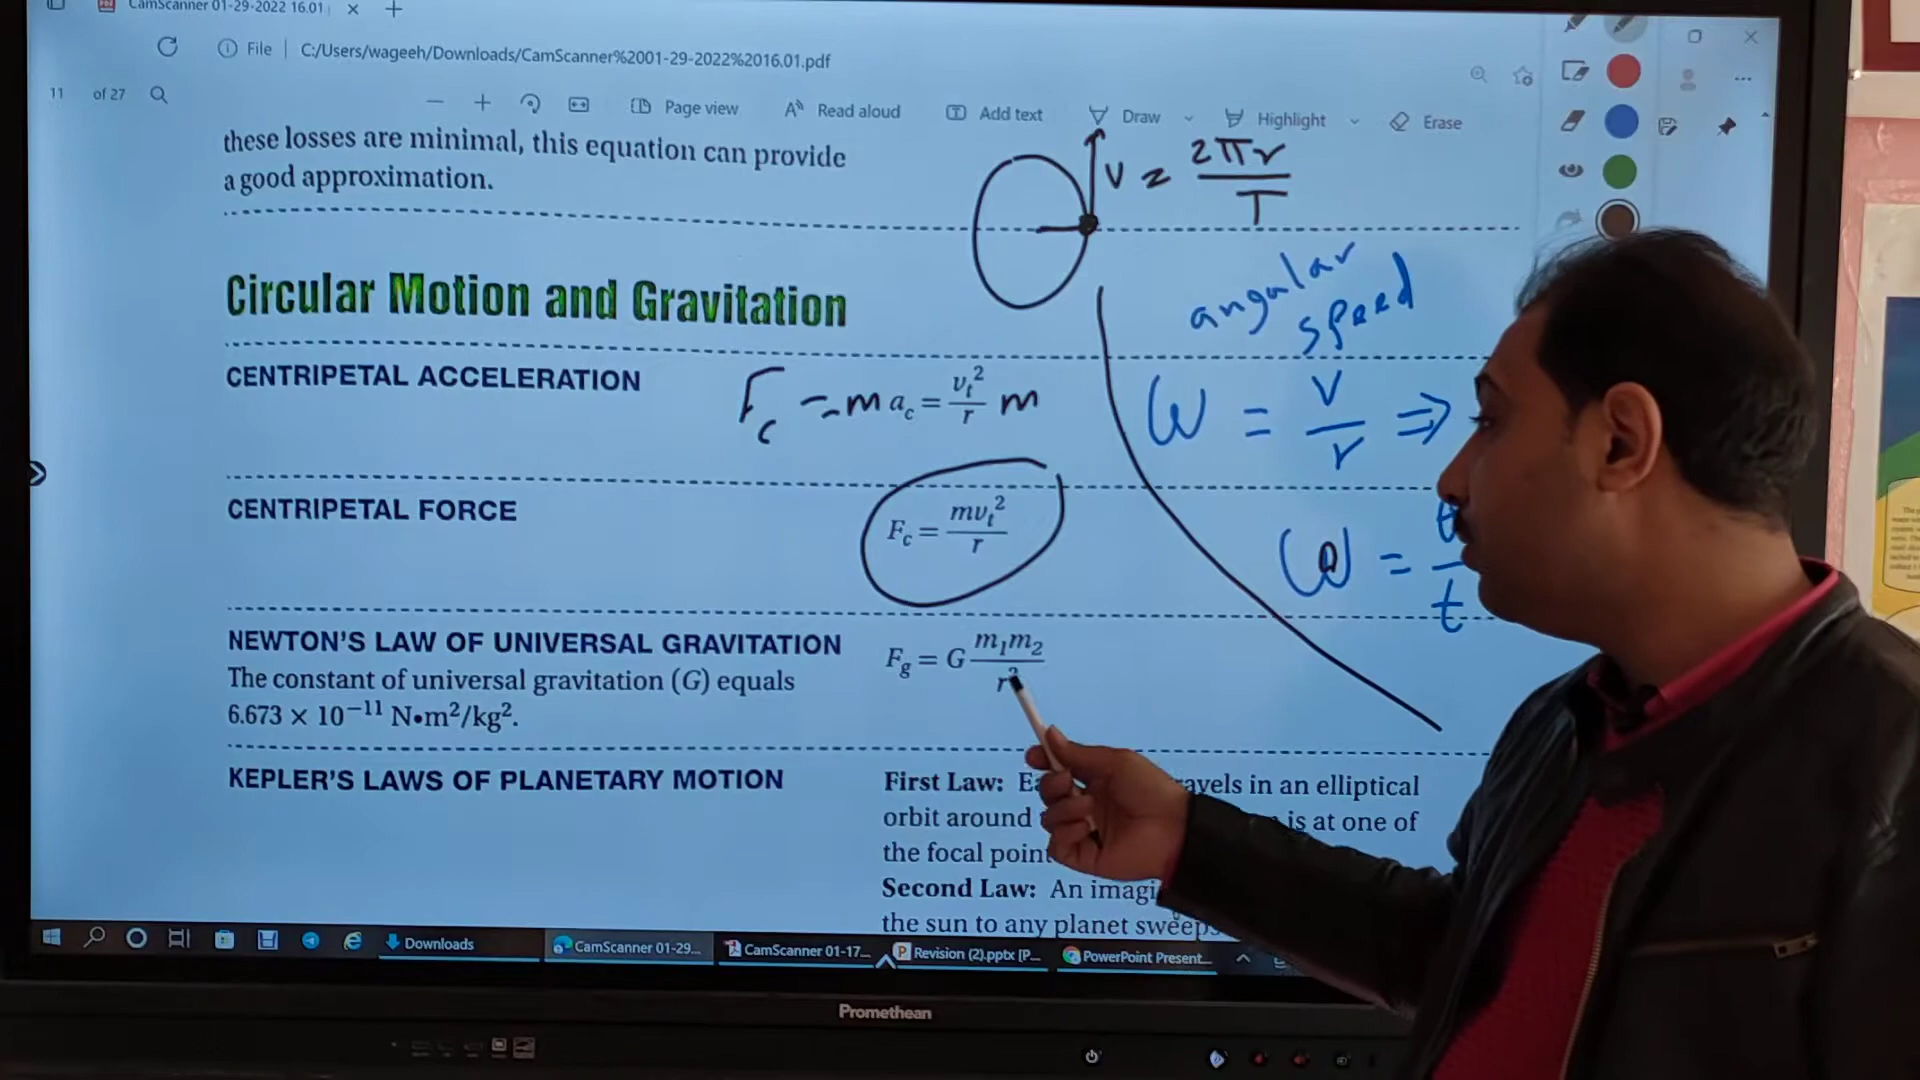 CamScanner 01-29-2022 16.01
File | C:/Users/wageeh/Downloads/CamScanner%2001-29-2022%2016.01.pdf
11 of 27
Page view
Read aloud
Add text
Draw
Highlight
Erase
these losses are minimal, this equation can provide
a good approximation.
v = 2πr / T
Circular Motion and Gravitation
angular
speed
CENTRIPETAL ACCELERATION
Fc = m ac = vt² / r m
ω = v / r ⇒
CENTRIPETAL FORCE
Fc = mvt² / r
ω = θ / t
NEWTON'S LAW OF UNIVERSAL GRAVITATION
Fg = G m1m2 / r²
The constant of universal gravitation (G) equals
6.673 × 10⁻¹¹ N•m²/kg².
KEPLER'S LAWS OF PLANETARY MOTION
First Law: avels in an elliptical
orbit around is at one of
the focal point
Second Law: An imagi
the sun to any planet sweeps
Downloads
CamScanner 01-29...
CamScanner 01-17...
Revision (2).pptx [P...
PowerPoint Present...
Promethean